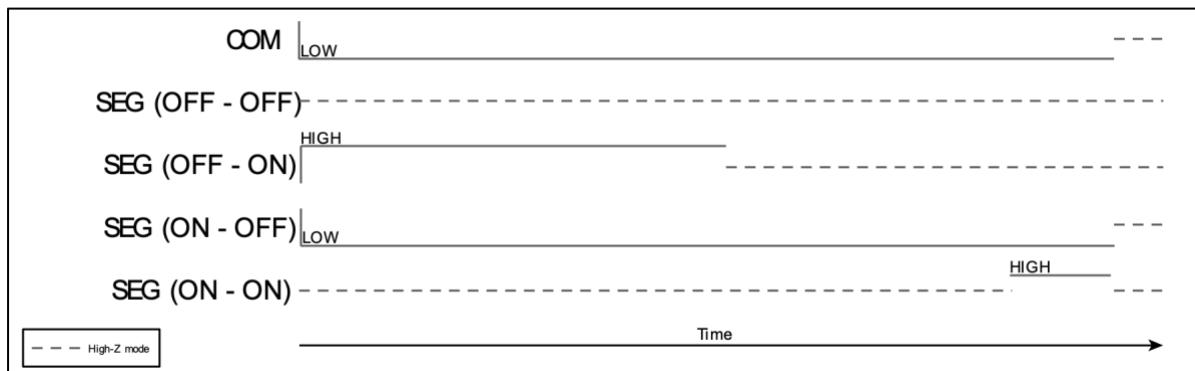 COM
LOW
SEG (OFF - OFF)
HIGH
SEG (OFF - ON)
SEG (ON - OFF)
LOW
HIGH
SEG (ON - ON)
Time
High-Z mode